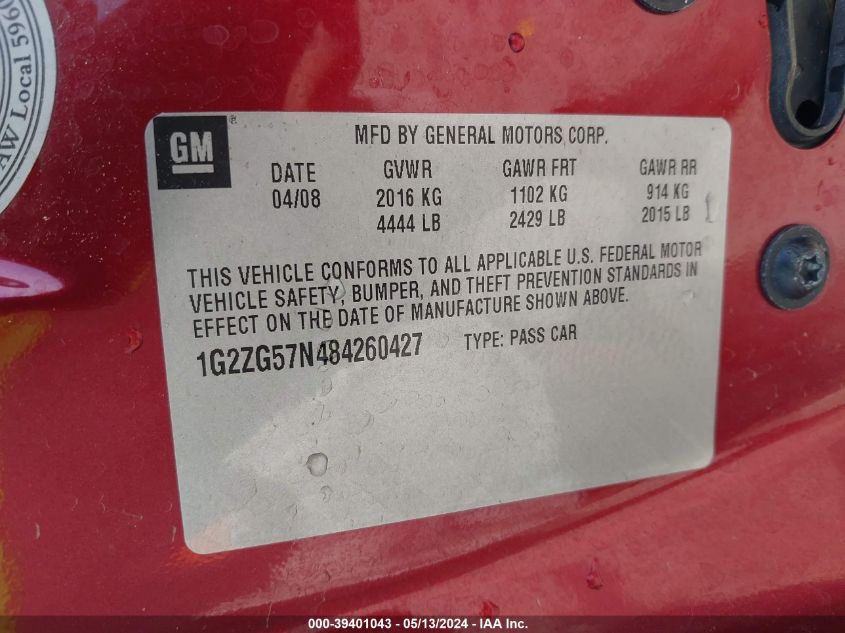 AW Local 5960
GM
MFD BY GENERAL MOTORS CORP.
DATE GVWR GAWR FRT GAWR RR
04/08 2016 KG 1102 KG 914 KG
4444 LB 2429 LB 2015 LB
THIS VEHICLE CONFORMS TO ALL APPLICABLE U.S. FEDERAL MOTOR
VEHICLE SAFETY, BUMPER, AND THEFT PREVENTION STANDARDS IN
EFFECT ON THE DATE OF MANUFACTURE SHOWN ABOVE.
1G2ZG57N484260427 TYPE: PASS CAR
000-39401043 - 05/13/2024 - IAA Inc.